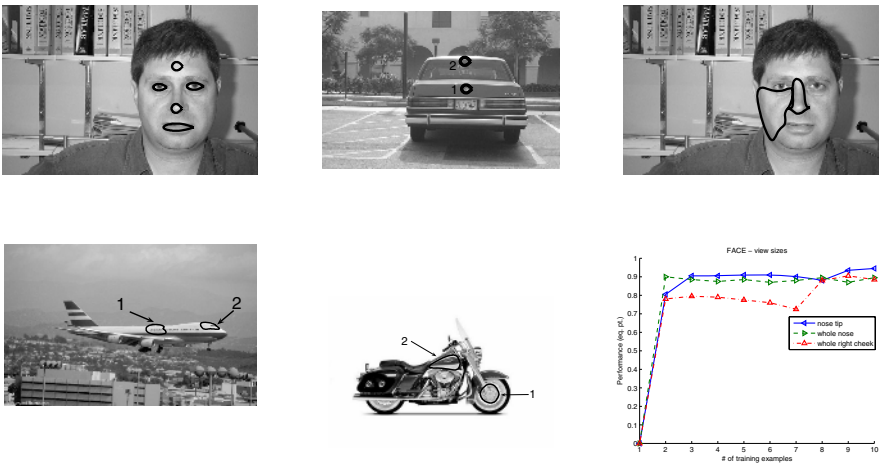 2
1
1
2
2
1
FACE – view sizes
Performance (eq. pt.)
1
0.9
0.8
0.7
0.6
0.5
0.4
0.3
0.2
0.1
0
nose tip
whole nose
whole right cheek
1 2 3 4 5 6 7 8 9 10
# of training examples